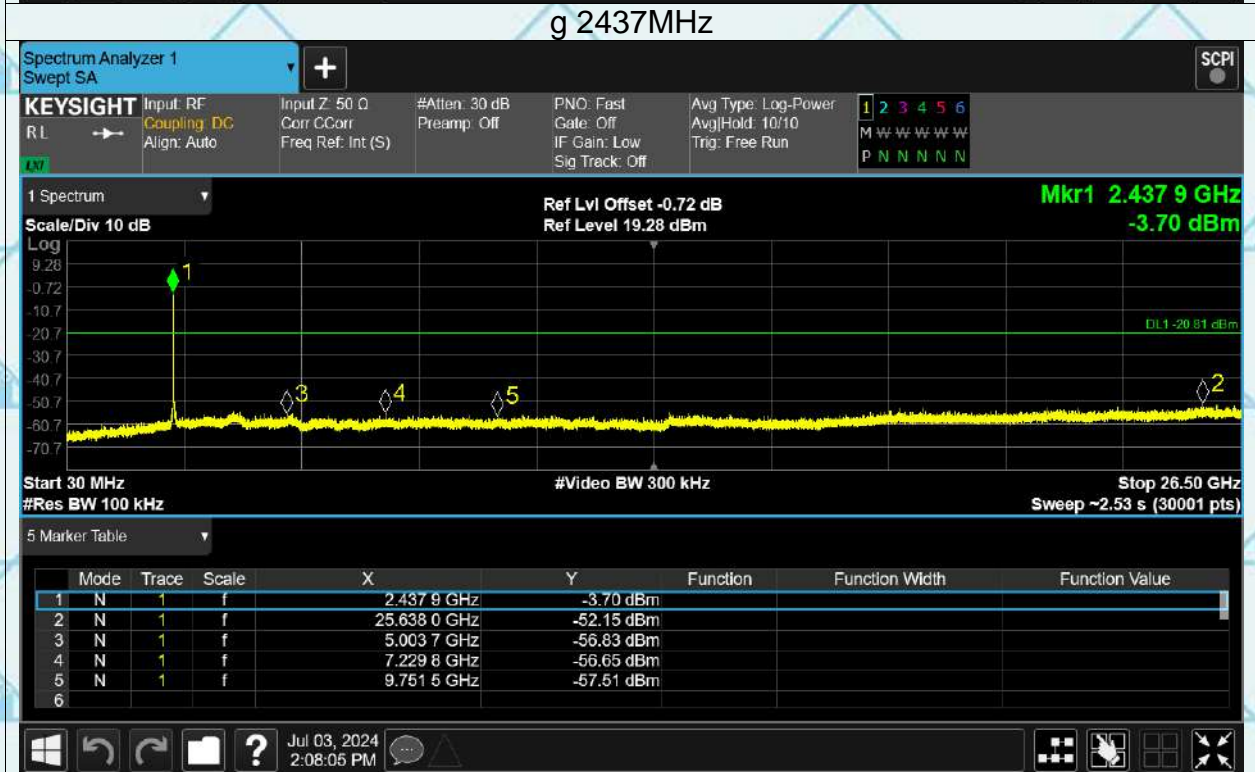 g 2437MHz
Spectrum Analyzer 1
Swept SA
+
SCPI
KEYSIGHT
RL
LXI
Input: RF
Coupling: DC
Align: Auto
Input Z: 50 Ω
Corr CCorr
Freq Ref: Int (S)
#Atten: 30 dB
Preamp: Off
PNO: Fast
Gate: Off
IF Gain: Low
Sig Track: Off
Avg Type: Log-Power
Avg|Hold: 10/10
Trig: Free Run
1 2 3 4 5 6
M W W W W W
P N N N N N
1 Spectrum
Scale/Div 10 dB
Ref Lvl Offset -0.72 dB
Ref Level 19.28 dBm
Mkr1 2.437 9 GHz
-3.70 dBm
Log
9.28
-0.72
-10.7
-20.7
-30.7
-40.7
-50.7
-60.7
-70.7
1
3
4
5
2
DL1 -20.81 dBm
Start 30 MHz
#Video BW 300 kHz
Stop 26.50 GHz
#Res BW 100 kHz
Sweep ~2.53 s (30001 pts)
5 Marker Table
Mode Trace Scale X Y Function Function Width Function Value
1 N 1 f 2.437 9 GHz -3.70 dBm
2 N 1 f 25.638 0 GHz -52.15 dBm
3 N 1 f 5.003 7 GHz -56.83 dBm
4 N 1 f 7.229 8 GHz -56.65 dBm
5 N 1 f 9.751 5 GHz -57.51 dBm
6
?
Jul 03, 2024
2:08:05 PM